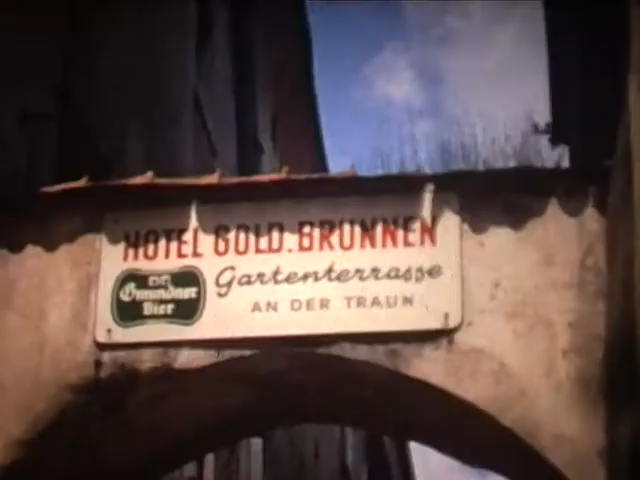 HOTEL GOLD. BRUNNEN
Gartenterrasse
AN DER TRAUN
Gmundner
Bier